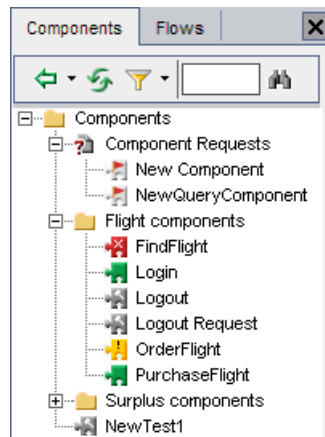 Components Flows
Components
Component Requests
New Component
NewQueryComponent
Flight components
FindFlight
Login
Logout
Logout Request
OrderFlight
PurchaseFlight
Surplus components
NewTest1